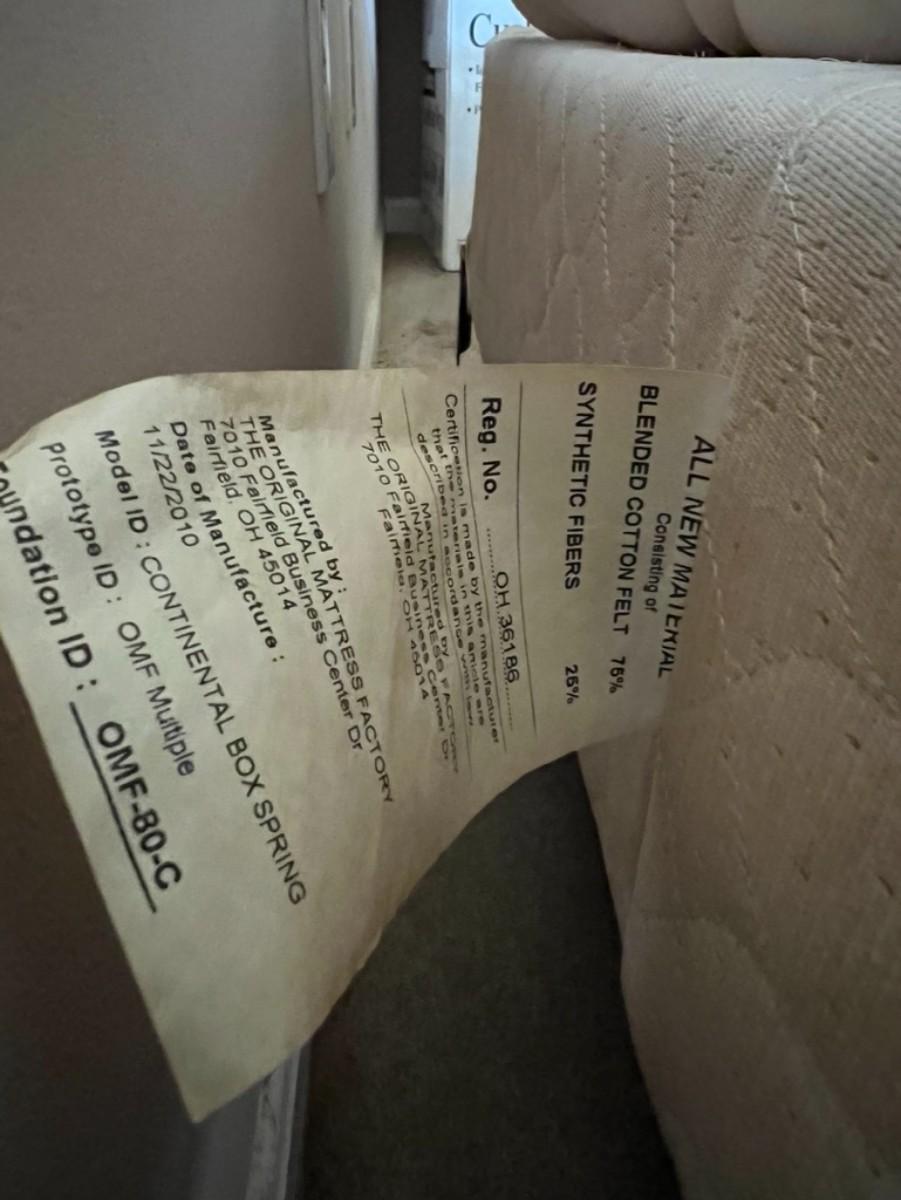 ALL NEW MATERIAL
Consisting of
BLENDED COTTON FELT 75%
SYNTHETIC FIBERS 25%
Reg. No. OH 36186
Certification is made by the manufacturer
that the materials in this article are
described in accordance with law.
Manufactured by
THE ORIGINAL MATTRESS FACTORY
7010 Fairfield Business Center Dr.
Fairfield, OH 45014
Manufactured by :
THE ORIGINAL MATTRESS FACTORY
7010 Fairfield Business Center Dr.
Fairfield, OH 45014
Date of Manufacture :
11/22/2010
Model ID : CONTINENTAL BOX SPRING
Prototype ID : OMF Multiple
Foundation ID : OMF-80-C